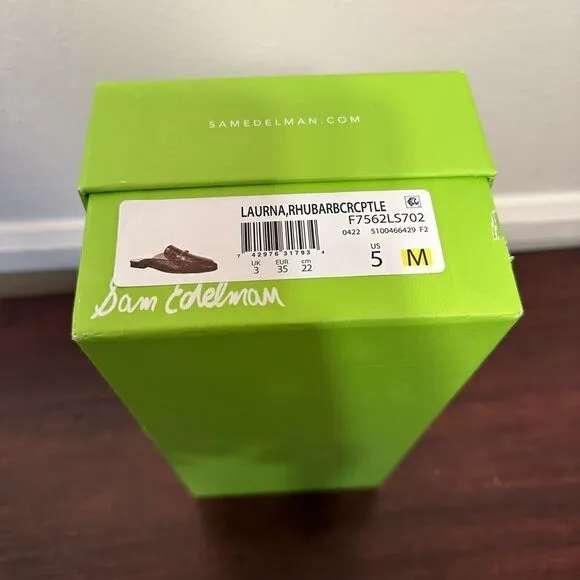 SAMEDELMAN.COM
LAURNA,RHUBARBCRCPTLE
F7562LS702
0422 5100466429 F2
7 42976 31793 4
UK EUR cm
3 35 22
US
5 M
Sam Edelman